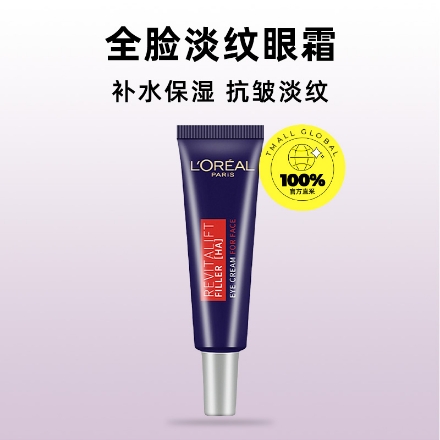 全脸淡纹眼霜
补水保湿 抗皱淡纹
TMALL GLOBAL
100%
官方直采
L'ORÉAL
PARIS
REVITALIFT
FILLER [HA]
EYE CREAM FOR FACE